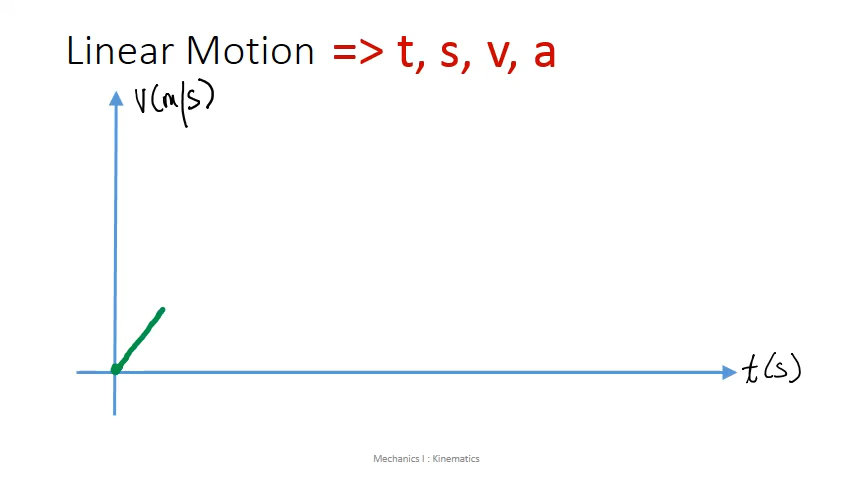 Linear Motion => t, s, v, a
v(m/s)
t(s)
Mechanics I : Kinematics